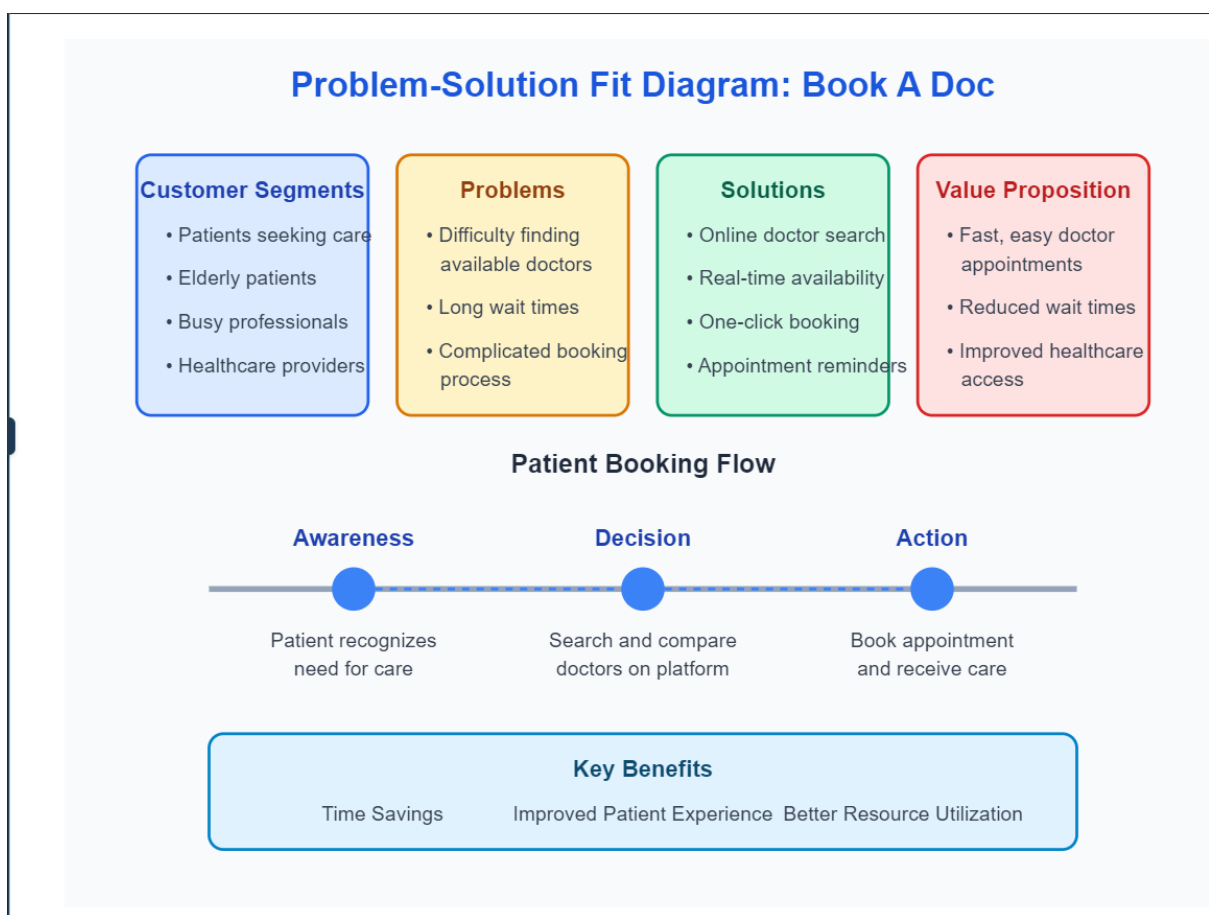 Problem-Solution Fit Diagram: Book A Doc
Customer Segments
• Patients seeking care
• Elderly patients
• Busy professionals
• Healthcare providers
Problems
• Difficulty finding
available doctors
• Long wait times
• Complicated booking
process
Solutions
• Online doctor search
• Real-time availability
• One-click booking
• Appointment reminders
Value Proposition
• Fast, easy doctor
appointments
• Reduced wait times
• Improved healthcare
access
Patient Booking Flow
Awareness
Patient recognizes
need for care
Decision
Search and compare
doctors on platform
Action
Book appointment
and receive care
Key Benefits
Time Savings
Improved Patient Experience
Better Resource Utilization